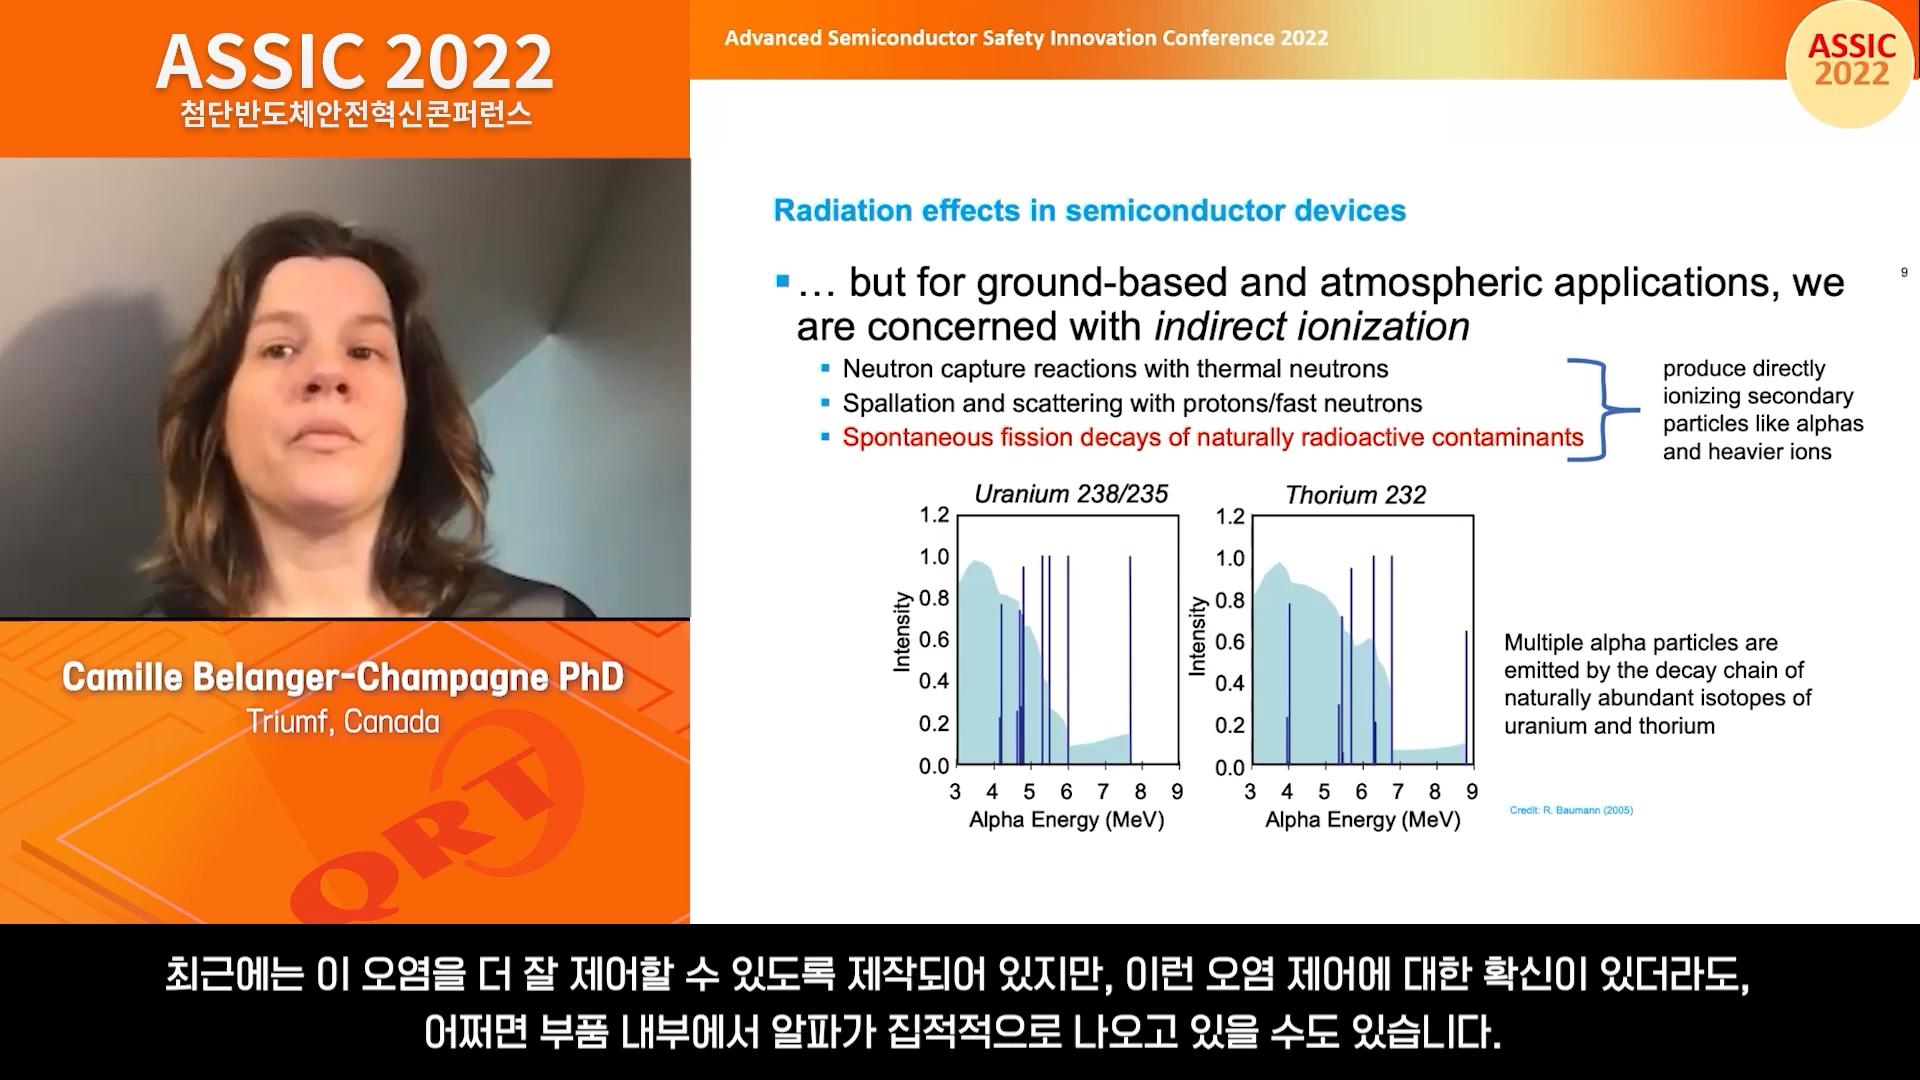 ASSIC 2022
첨단반도체안전혁신콘퍼런스
Advanced Semiconductor Safety Innovation Conference 2022
ASSIC
2022
Radiation effects in semiconductor devices
9
… but for ground-based and atmospheric applications, we
are concerned with indirect ionization
Neutron capture reactions with thermal neutrons
Spallation and scattering with protons/fast neutrons
Spontaneous fission decays of naturally radioactive contaminants
produce directly
ionizing secondary
particles like alphas
and heavier ions
Uranium 238/235
1.2
1.0
0.8
0.6
0.4
0.2
0.0
Intensity
3 4 5 6 7 8 9
Alpha Energy (MeV)
Thorium 232
1.2
1.0
0.8
0.6
0.4
0.2
0.0
Intensity
3 4 5 6 7 8 9
Alpha Energy (MeV)
Multiple alpha particles are
emitted by the decay chain of
naturally abundant isotopes of
uranium and thorium
Credit: R. Baumann (2005)
Camille Belanger-Champagne PhD
Triumf, Canada
QRT
최근에는 이 오염을 더 잘 제어할 수 있도록 제작되어 있지만, 이런 오염 제어에 대한 확신이 있더라도,
어쩌면 부품 내부에서 알파가 집적적으로 나오고 있을 수도 있습니다.